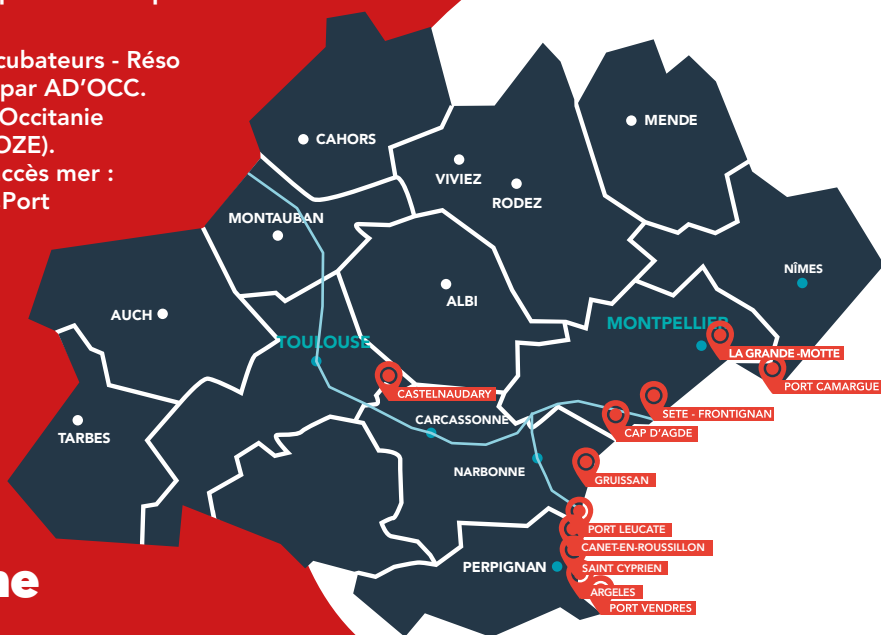 cubateurs - Réso
par AD'OCC.
Occitanie
OZE).
ccès mer :
Port
CAHORS
MENDE
VIVIEZ
RODEZ
MONTAUBAN
NÎMES
ALBI
AUCH
MONTPELLIER
TOULOUSE
LA GRANDE -MOTTE
PORT CAMARGUE
CASTELNAUDARY
SETE - FRONTIGNAN
CARCASSONNE
CAP D'AGDE
TARBES
NARBONNE
GRUISSAN
PORT LEUCATE
CANET-EN-ROUSSILLON
PERPIGNAN
SAINT CYPRIEN
ne
ARGELES
PORT VENDRES